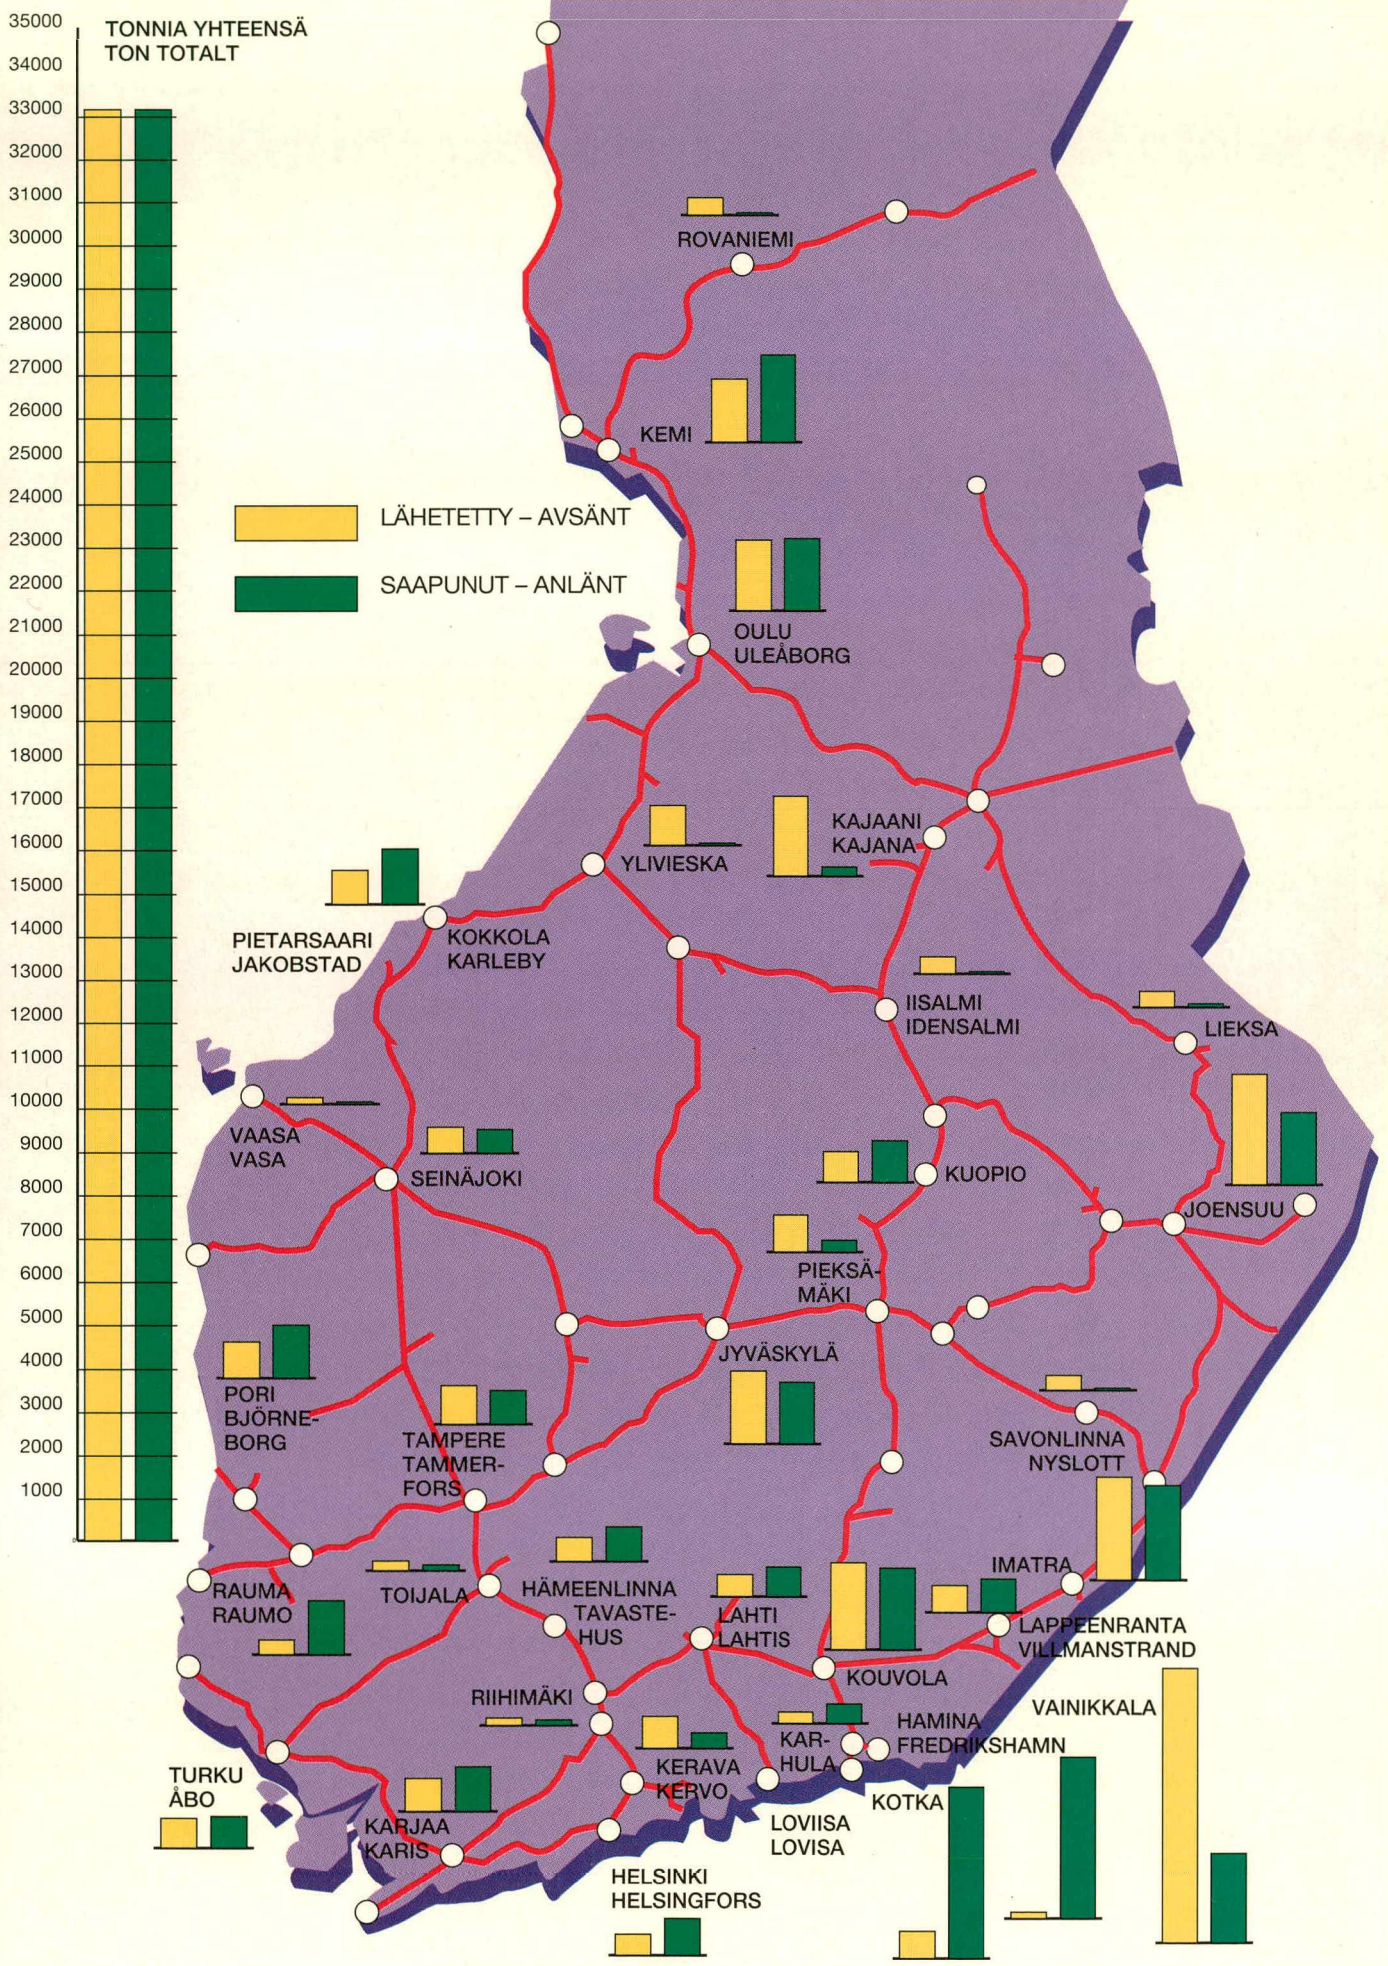 35000
TONNIA YHTEENSÄ
TON TOTALT
34000
33000
32000
31000
30000
29000
28000
27000
26000
25000
24000
23000
22000
21000
20000
19000
18000
17000
16000
15000
14000
13000
12000
11000
10000
9000
8000
7000
6000
5000
4000
3000
2000
1000
0
LÄHETETTY – AVSÄNT
SAAPUNUT – ANLÄNT
ROVANIEMI
KEMI
OULU
ULEÅBORG
KAJAANI
KAJANA
YLIVIESKA
PIETARSAARI
JAKOBSTAD
KOKKOLA
KARLEBY
IISALMI
IDENSALMI
LIEKSA
VAASA
VASA
SEINÄJOKI
KUOPIO
JOENSUU
PIEKSÄ-
MÄKI
JYVÄSKYLÄ
PORI
BJÖRNE-
BORG
TAMPERE
TAMMER-
FORS
SAVONLINNA
NYSLOTT
RAUMA
RAUMO
TOIJALA
HÄMEENLINNA
TAVASTE-
HUS
LAHTI
LAHTIS
IMATRA
LAPPEENRANTA
VILLMANSTRAND
KOUVOLA
RIIHIMÄKI
VAINIKKALA
KAR-
HULA
HAMINA
FREDRIKSHAMN
KERAVA
KERVO
TURKU
ÅBO
KARJAA
KARIS
KOTKA
LOVIISA
LOVISA
HELSINKI
HELSINGFORS